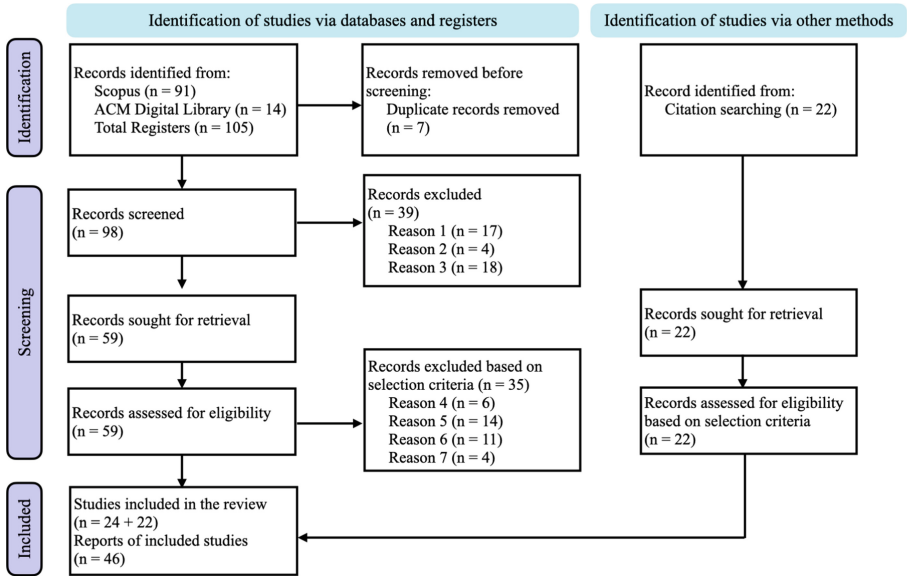 Identification of studies via databases and registers
Identification of studies via other methods
Identification
Records identified from:
Scopus (n = 91)
ACM Digital Library (n = 14)
Total Registers (n = 105)
Records removed before
screening:
Duplicate records removed
(n = 7)
Record identified from:
Citation searching (n = 22)
Screening
Records screened
(n = 98)
Records excluded
(n = 39)
Reason 1 (n = 17)
Reason 2 (n = 4)
Reason 3 (n = 18)
Records sought for retrieval
(n = 59)
Records sought for retrieval
(n = 22)
Records assessed for eligibility
(n = 59)
Records excluded based on
selection criteria (n = 35)
Reason 4 (n = 6)
Reason 5 (n = 14)
Reason 6 (n = 11)
Reason 7 (n = 4)
Records assessed for eligibility
based on selection criteria
(n = 22)
Included
Studies included in the review
(n = 24 + 22)
Reports of included studies
(n = 46)